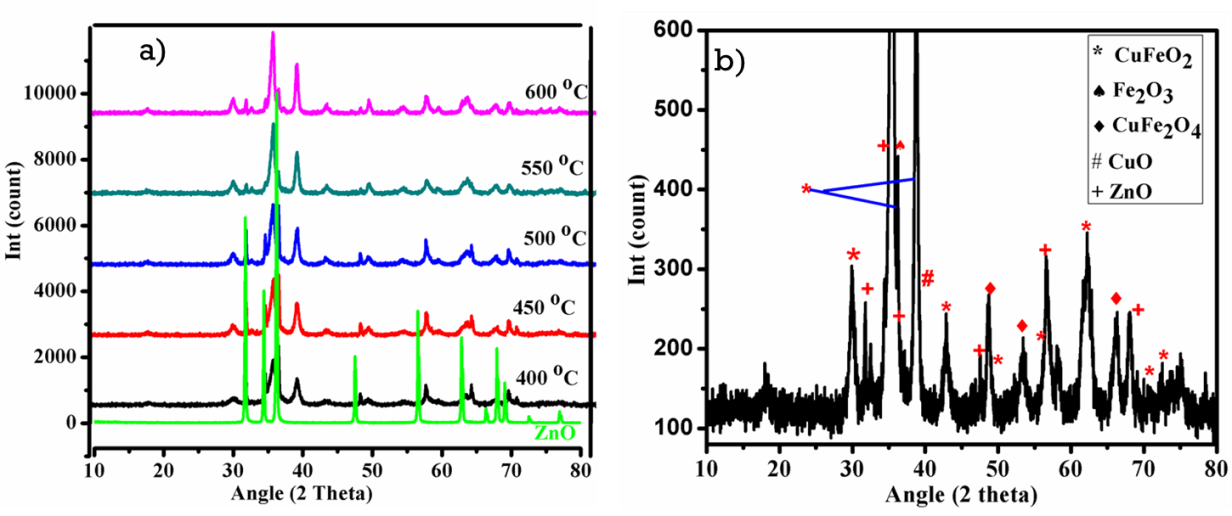 a)
Int (count)
10000
8000
6000
4000
2000
0
600 °C
550 °C
500 °C
450 °C
400 °C
ZnO
10 20 30 40 50 60 70 80
Angle (2 Theta)
b)
Int (count)
600
500
400
300
200
100
* CuFeO₂
♠ Fe₂O₃
♦ CuFe₂O₄
# CuO
+ ZnO
+ ♠
*
*
+
+
#
*
+
♦
*
♦
*
+
*
♦
+
*
*
10 20 30 40 50 60 70 80
Angle (2 theta)